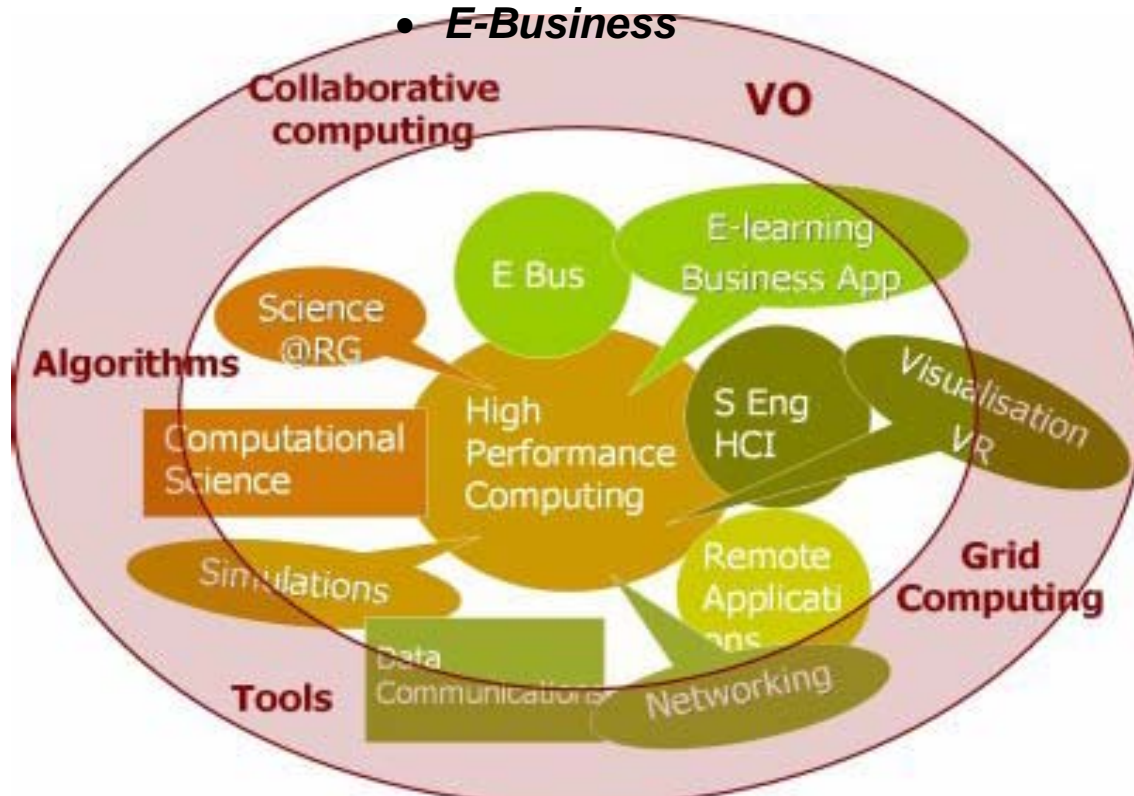 • E-Business
Collaborative
computing
VO
E-learning
Business App
E Bus
Science
@RG
Algorithms
Visualisation
VR
S Eng
HCI
High
Performance
Computing
Computational
Science
Simulations
Remote
Applicati
ons
Grid
Computing
Data
Communications
Networking
Tools